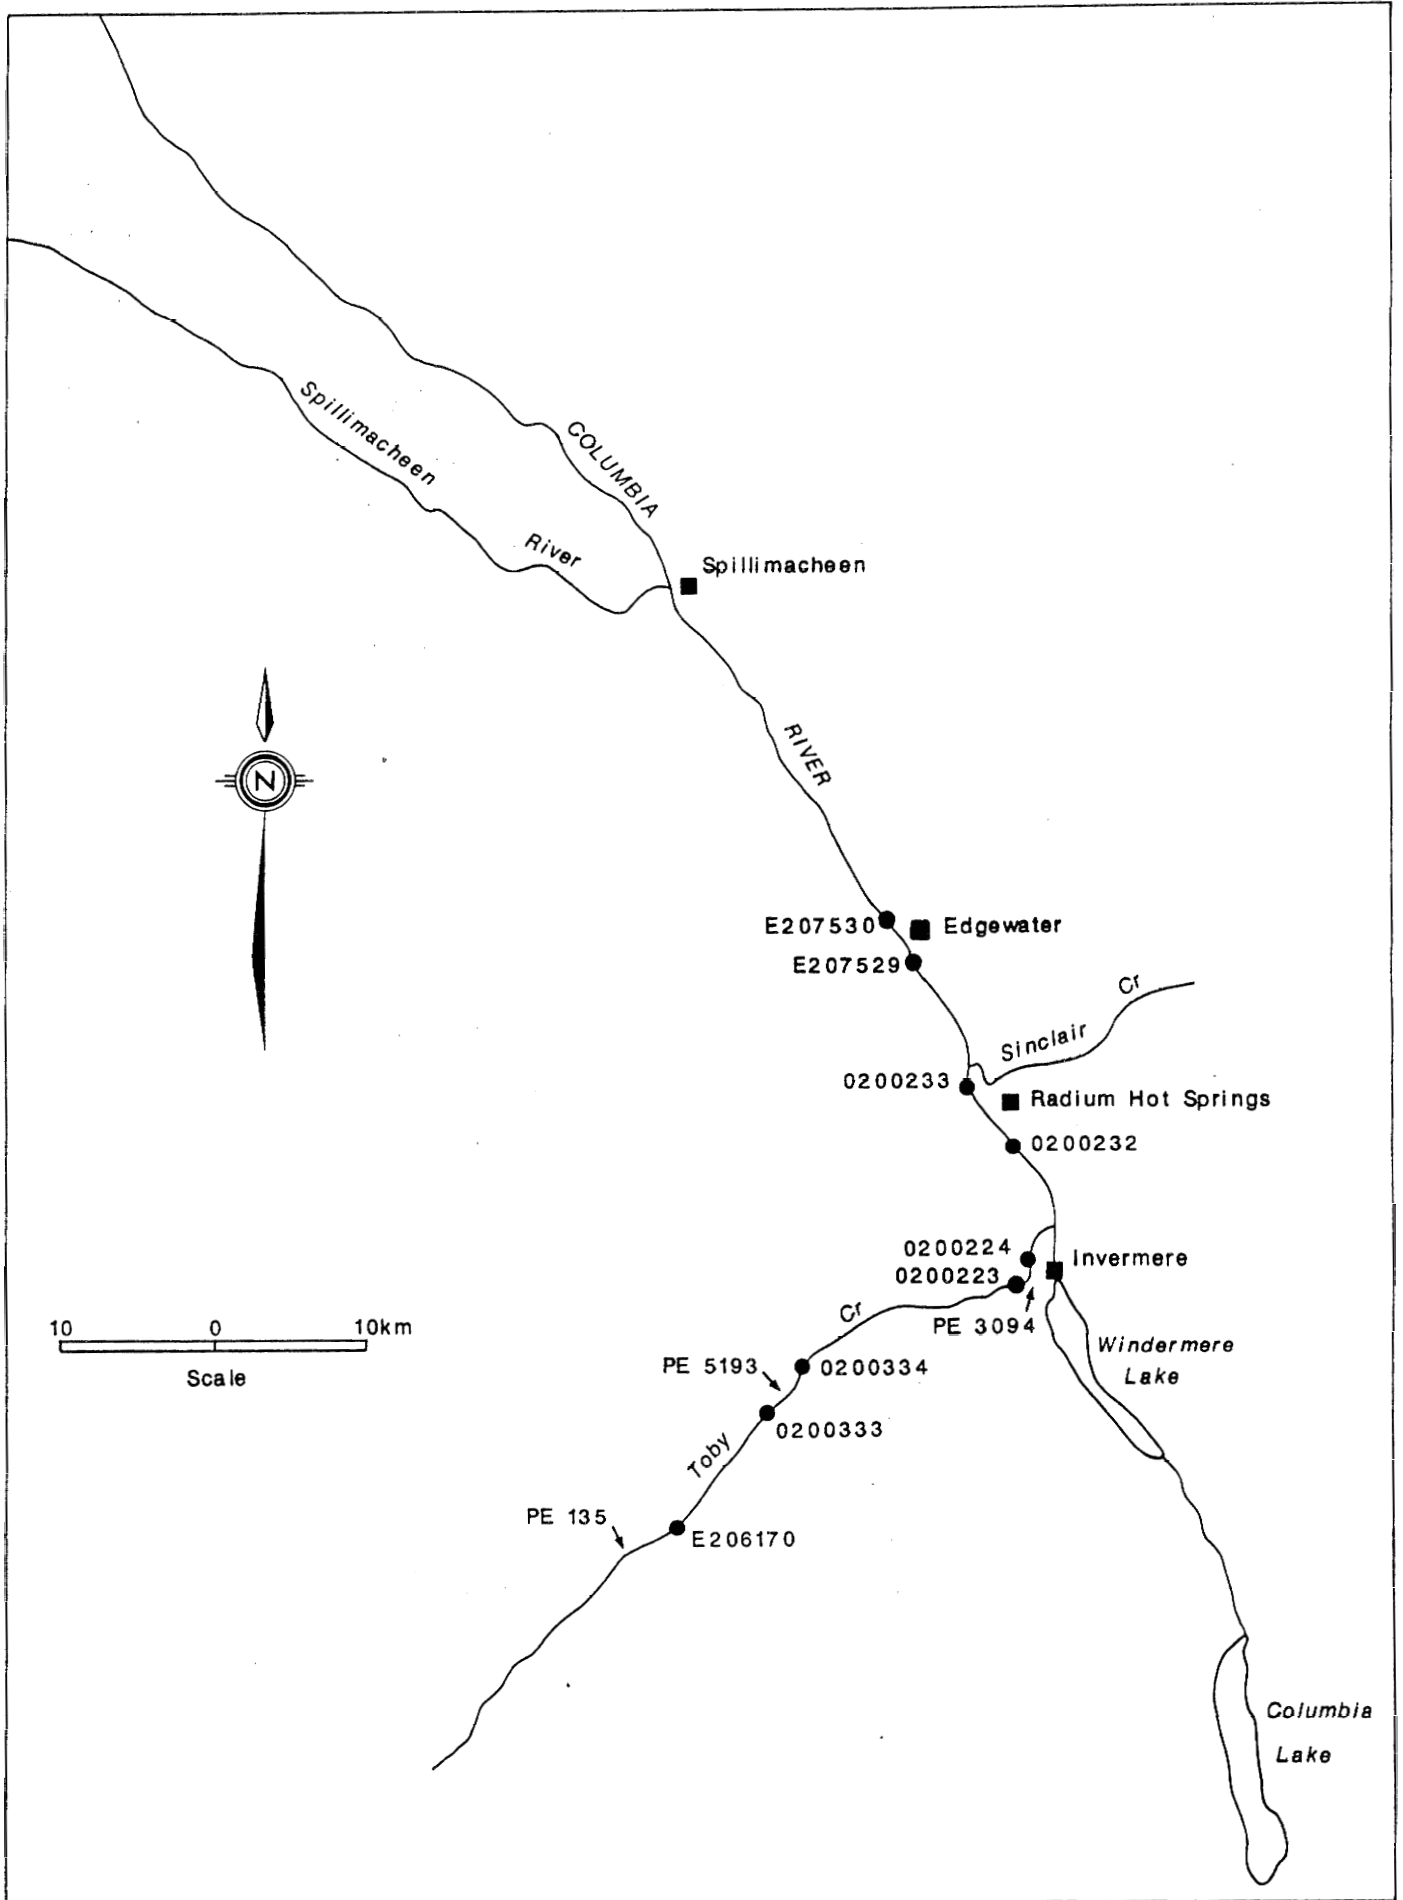 Spillimacheen
River
COLUMBIA
RIVER
Spillimacheen
N
E207530
Edgewater
E207529
Sinclair Cr
0200233
Radium Hot Springs
0200232
0200224
Invermere
0200223
PE 3094
Windermere
Lake
10 0 10km
Scale
Toby Cr
PE 5193
0200334
0200333
PE 135
E206170
Columbia
Lake